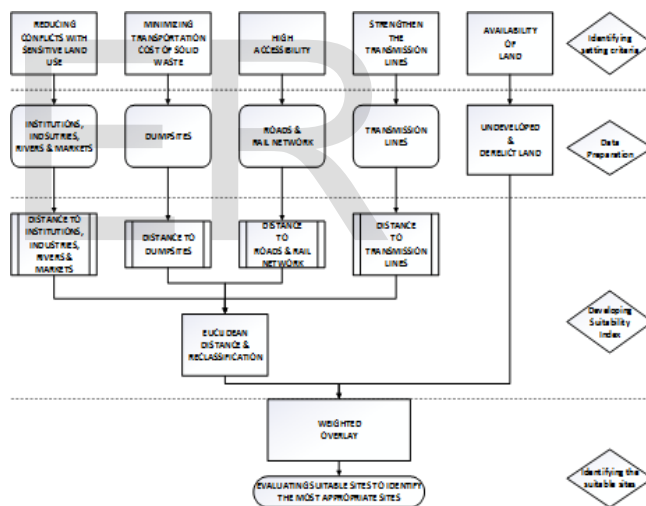 REDUCING
CONFLICTS WITH
SENSITIVE LAND
USE
MINIMIZING
TRANSPORTATION
COST OF SOLID
WASTE
HIGH
ACCESSIBILITY
STRENGTHEN
THE
TRANSMISSION
LINES
AVAILABILITY
OF
LAND
Identifying
setting criteria
INSTITUTIONS,
INDSUTRIES,
RIVERS & MARKETS
DUMPSITES
ROADS &
RAIL NETWORK
TRANSMISSION
LINES
UNDEVELOPED
&
DERELICT LAND
Data
Preparation
DISTANCE TO
INSTITUTIONS,
INDUSTRIES,
RIVERS &
MARKETS
DISTANCE TO
DUMPSITES
DISTANCE
TO
ROADS & RAIL
NETWORK
DISTANCE
TO
TRANSMISSION
LINES
EUCLIDEAN
DISTANCE &
RECLASSIFICATION
Developing
Suitability
Index
WEIGHTED
OVERLAY
EVALUATING SUITABLE SITES TO IDENTIFY
THE MOST APPROPRIATE SITES
Identifying the
suitable sites
ER